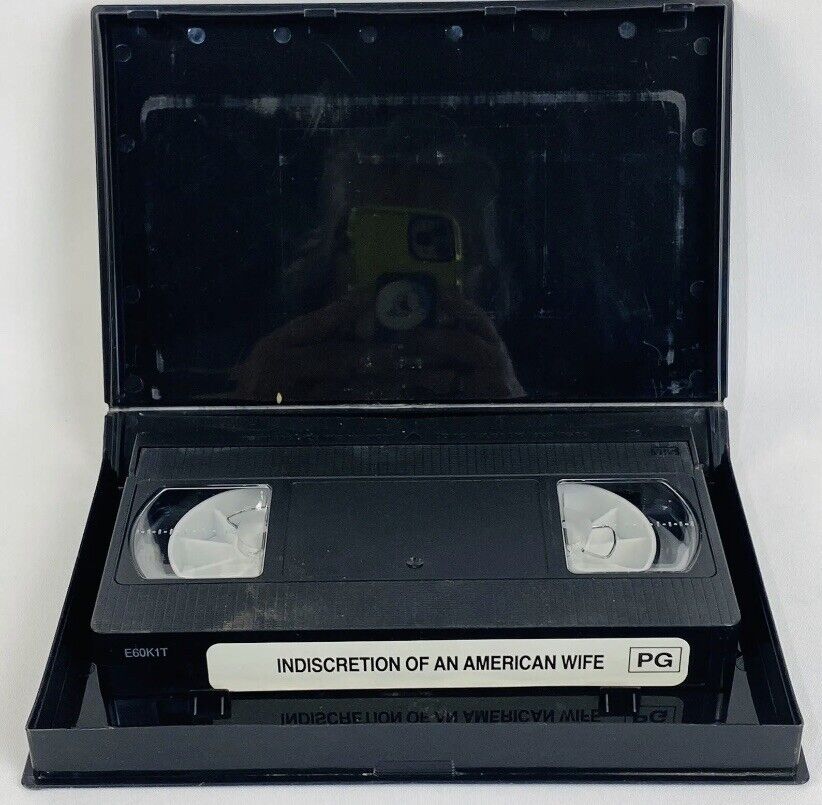 E60K1T
INDISCRETION OF AN AMERICAN WIFE PG